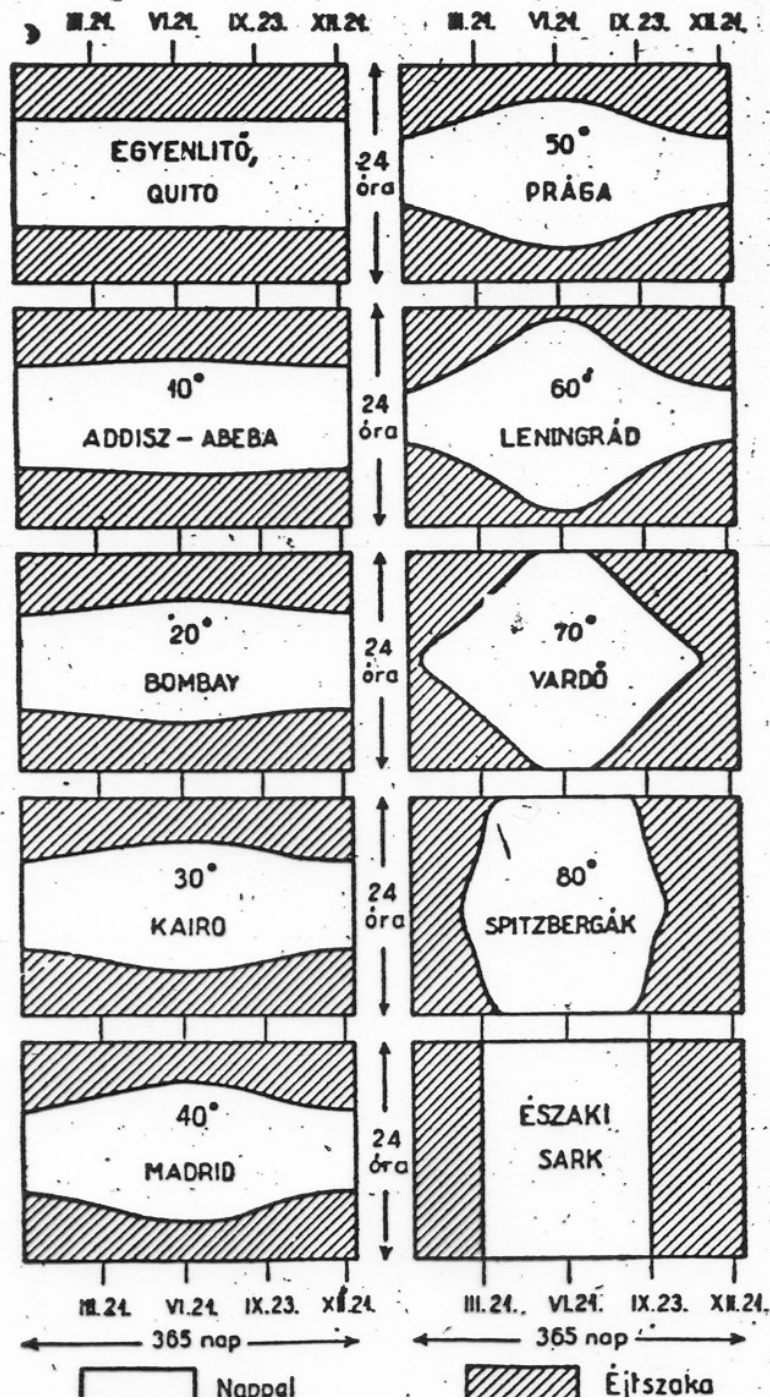 III.21. VI.21. IX.23. XII.21.
III.21. VI.21. IX.23. XII.21.
EGYENLITŐ,
QUITO
24
óra
50°
PRÁGA
10°
ADDISZ – ABEBA
24
óra
60°
LENINGRÁD
20°
BOMBAY
24
óra
70°
VARDŐ
30°
KAIRO
24
óra
80°
SPITZBERGÁK
40°
MADRID
24
óra
ÉSZAKI
SARK
III.21. VI.21. IX.23. XII.21.
III.21. VI.21. IX.23. XII.21.
365 nap
365 nap
Nappal
Éjtszaka